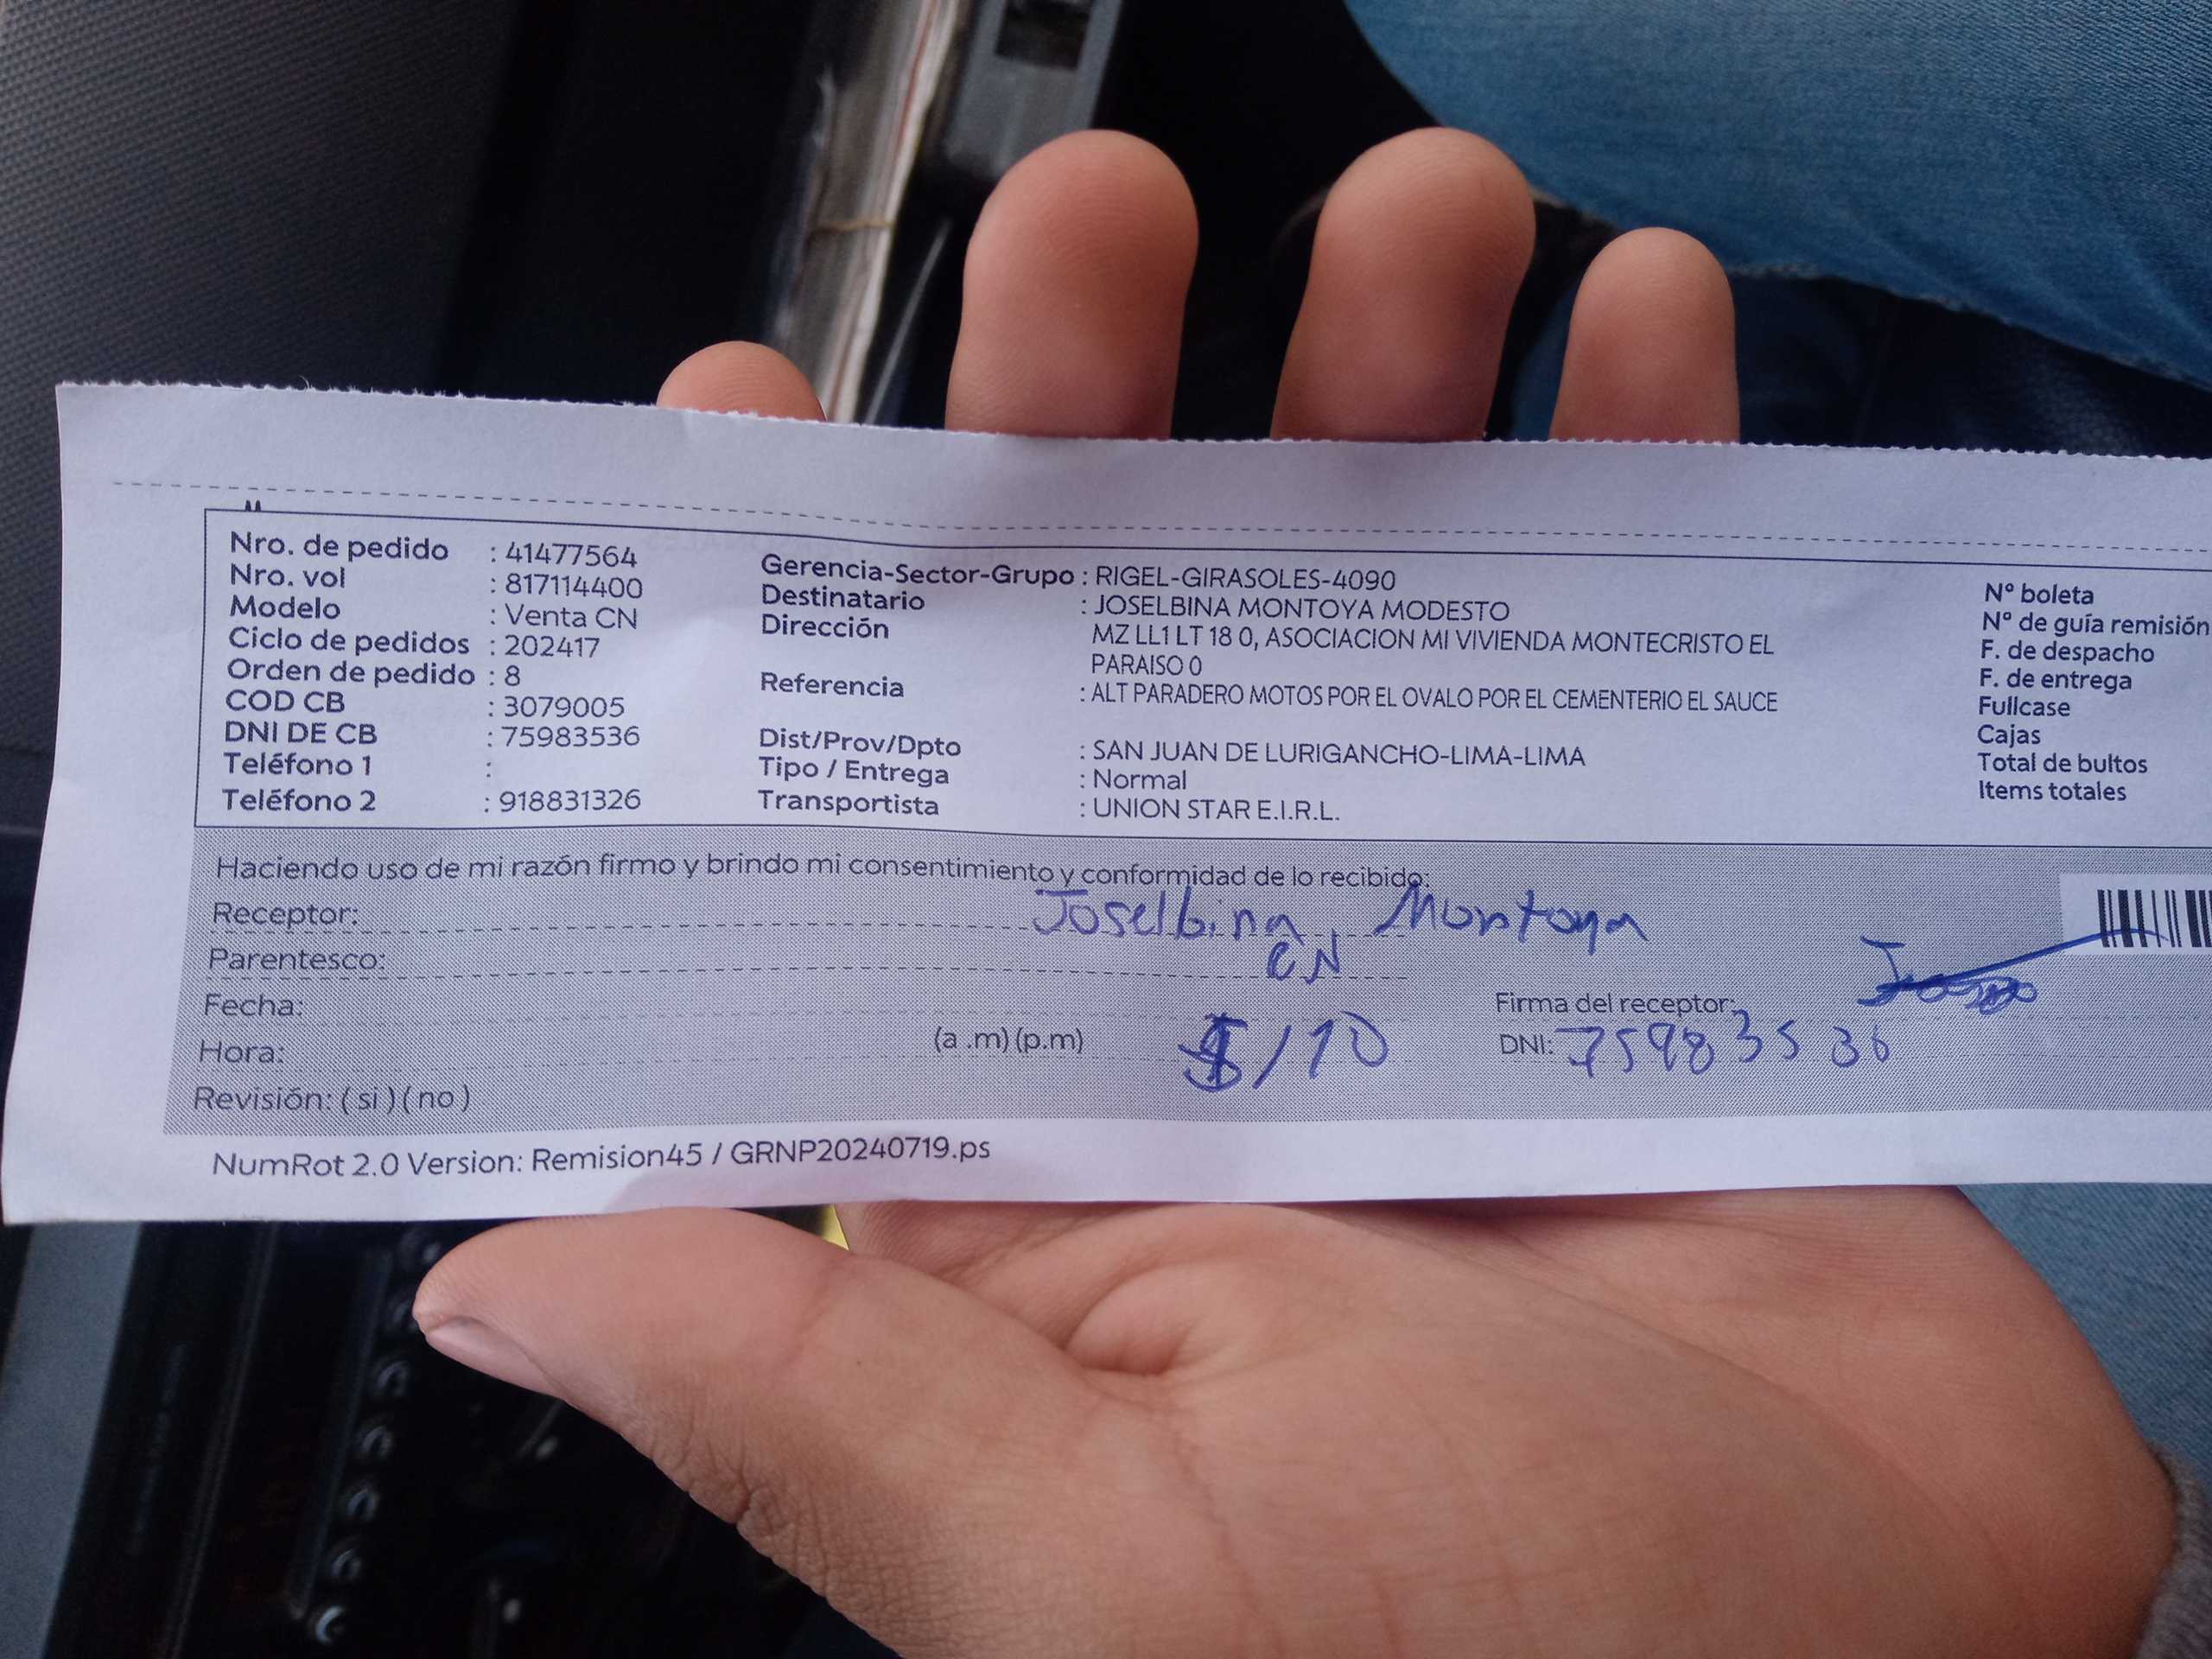 Nro. de pedido : 41477564
Nro. vol : 817114400
Modelo : Venta CN
Ciclo de pedidos : 202417
Orden de pedido : 8
COD CB : 3079005
DNI DE CB : 75983536
Teléfono 1 :
Teléfono 2 : 918831326
Gerencia-Sector-Grupo : RIGEL-GIRASOLES-4090
Destinatario : JOSELBINA MONTOYA MODESTO
Dirección MZ LL1 LT 18 0, ASOCIACION MI VIVIENDA MONTECRISTO EL
PARAISO 0
Referencia : ALT PARADERO MOTOS POR EL OVALO POR EL CEMENTERIO EL SAUCE
Dist/Prov/Dpto : SAN JUAN DE LURIGANCHO-LIMA-LIMA
Tipo / Entrega : Normal
Transportista : UNION STAR E.I.R.L.
Nº boleta
Nº de guía remisión
F. de despacho
F. de entrega
Fullcase
Cajas
Total de bultos
Items totales
Haciendo uso de mi razón firmo y brindo mi consentimiento y conformidad de lo recibido:
Receptor: Joselbina Montoya
Parentesco: CN
Fecha:
Hora: (a .m) (p.m) $/10
Revisión: ( si ) ( no )
Firma del receptor:
DNI: 75983536
NumRot 2.0 Version: Remision45 / GRNP20240719.ps